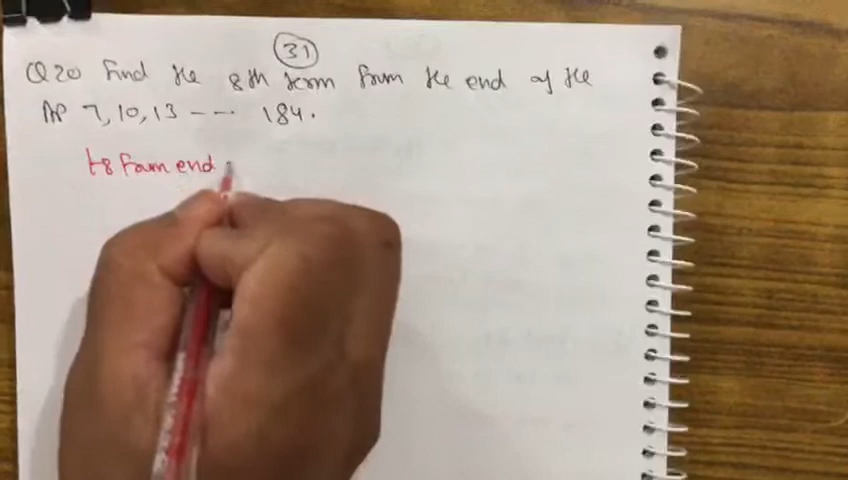 31
Q20 Find the 8th term from the end of the
AP 7, 10, 13 -- -- 184.
t8 from end